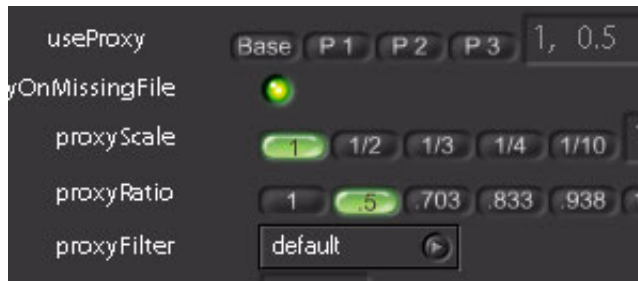 useProxy Base P 1 P 2 P 3 1, 0.5
yOnMissingFile
proxyScale 1 1/2 1/3 1/4 1/10
proxyRatio 1 .5 .703 .833 .938
proxyFilter default